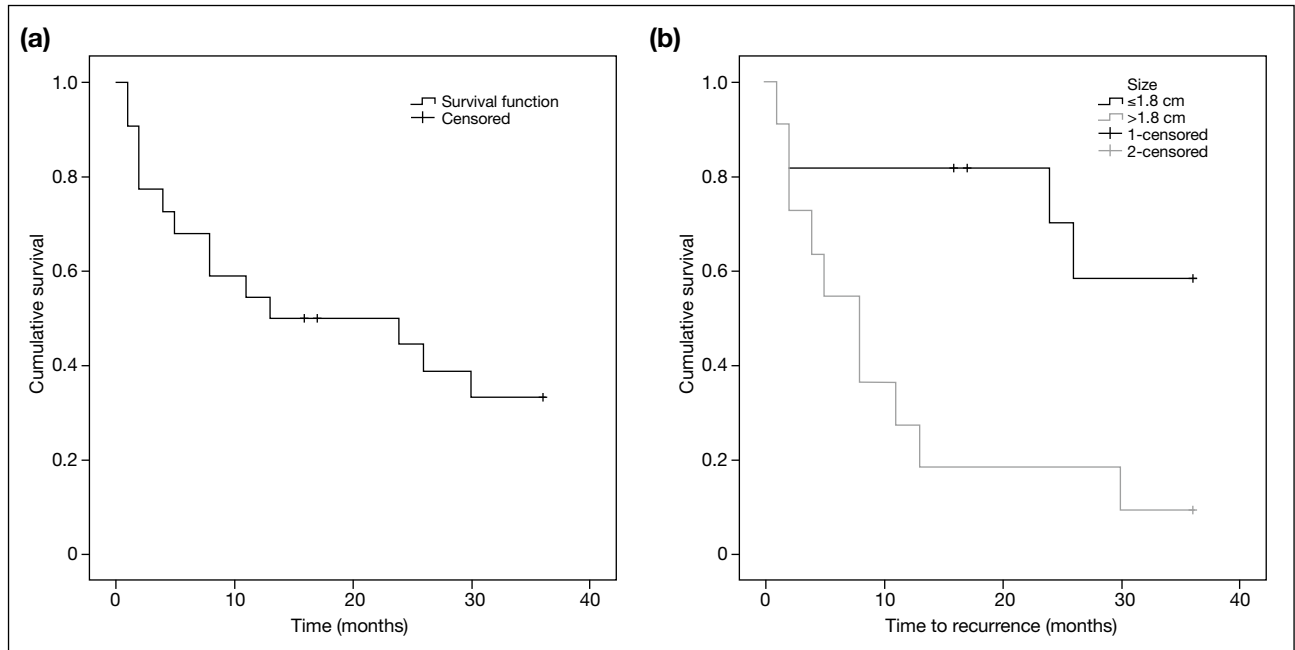 (a)
Survival function
Censored
1.0
0.8
0.6
0.4
0.2
0
Cumulative survival
0 10 20 30 40
Time (months)
(b)
Size
≤1.8 cm
>1.8 cm
1-censored
2-censored
1.0
0.8
0.6
0.4
0.2
0
Cumulative survival
0 10 20 30 40
Time to recurrence (months)